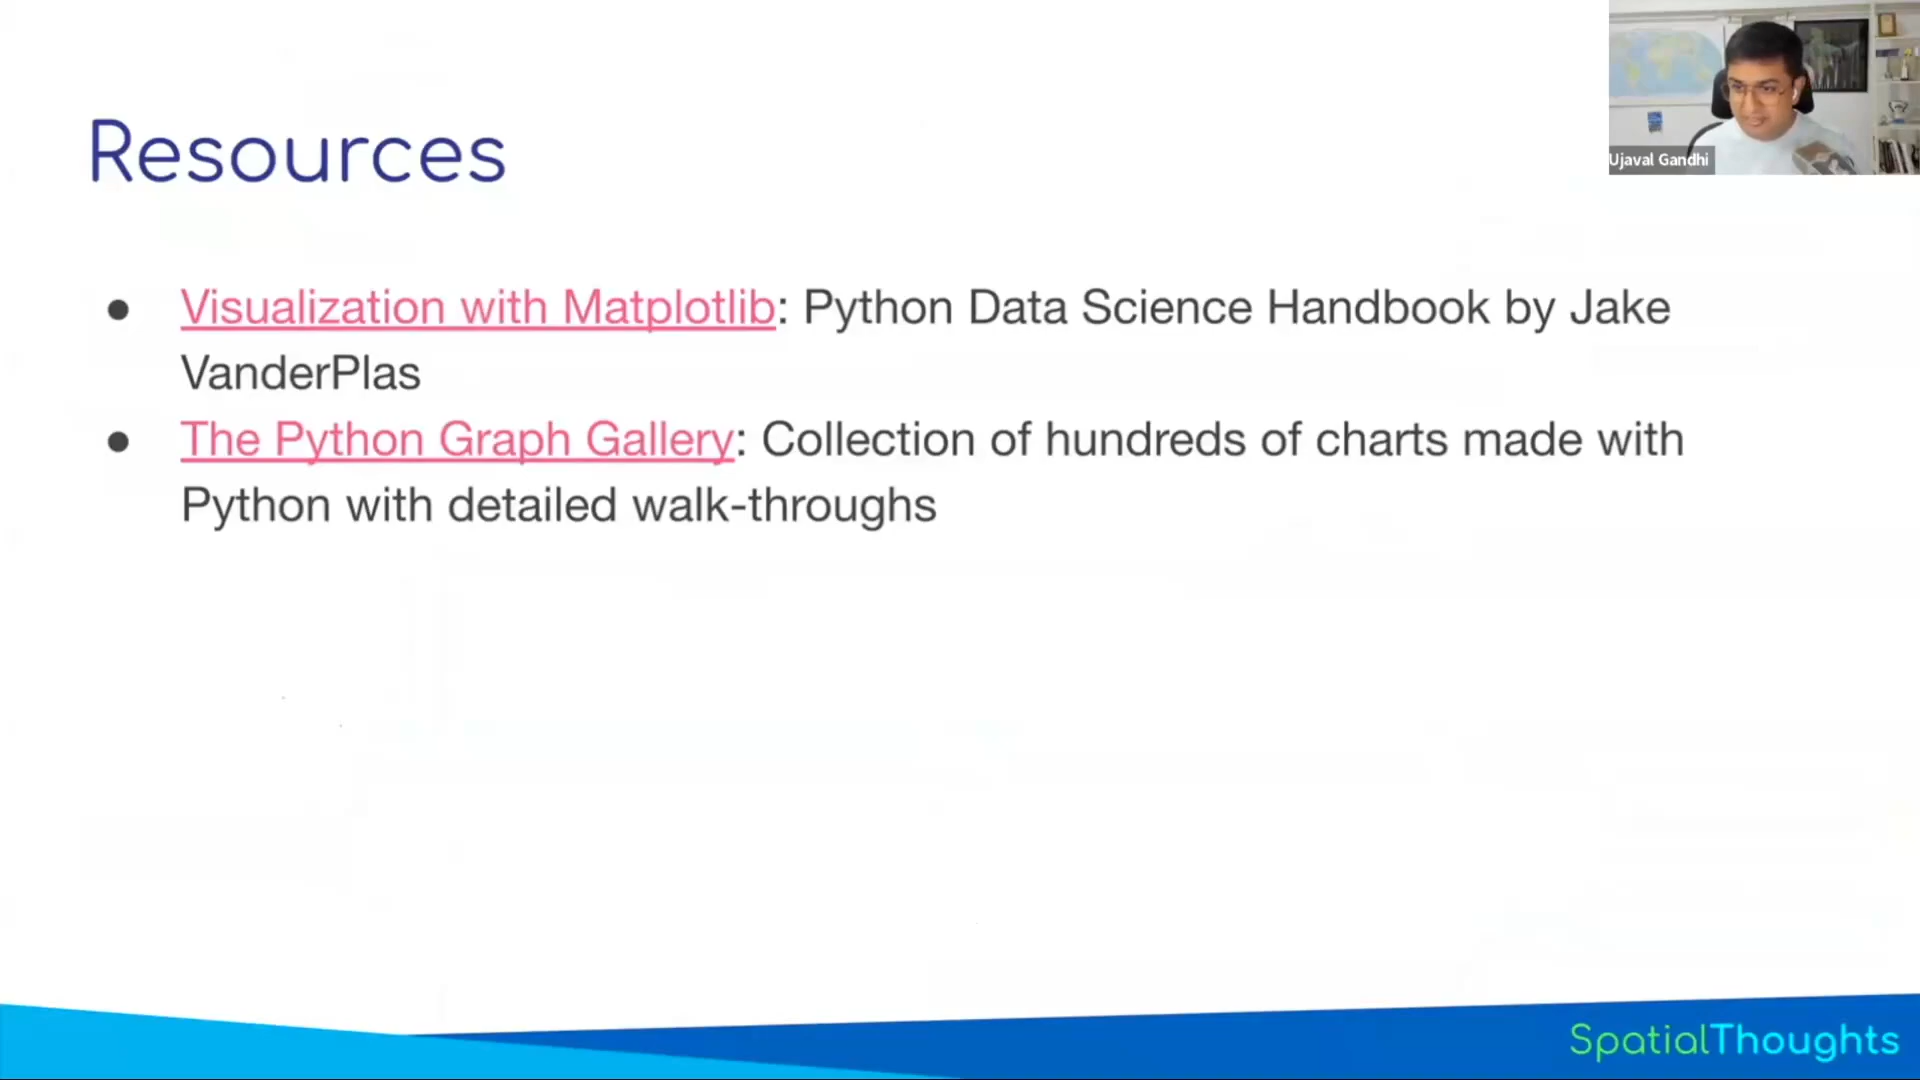 Ujaval Gandhi
Resources
● Visualization with Matplotlib: Python Data Science Handbook by Jake
VanderPlas
● The Python Graph Gallery: Collection of hundreds of charts made with
Python with detailed walk-throughs
SpatialThoughts